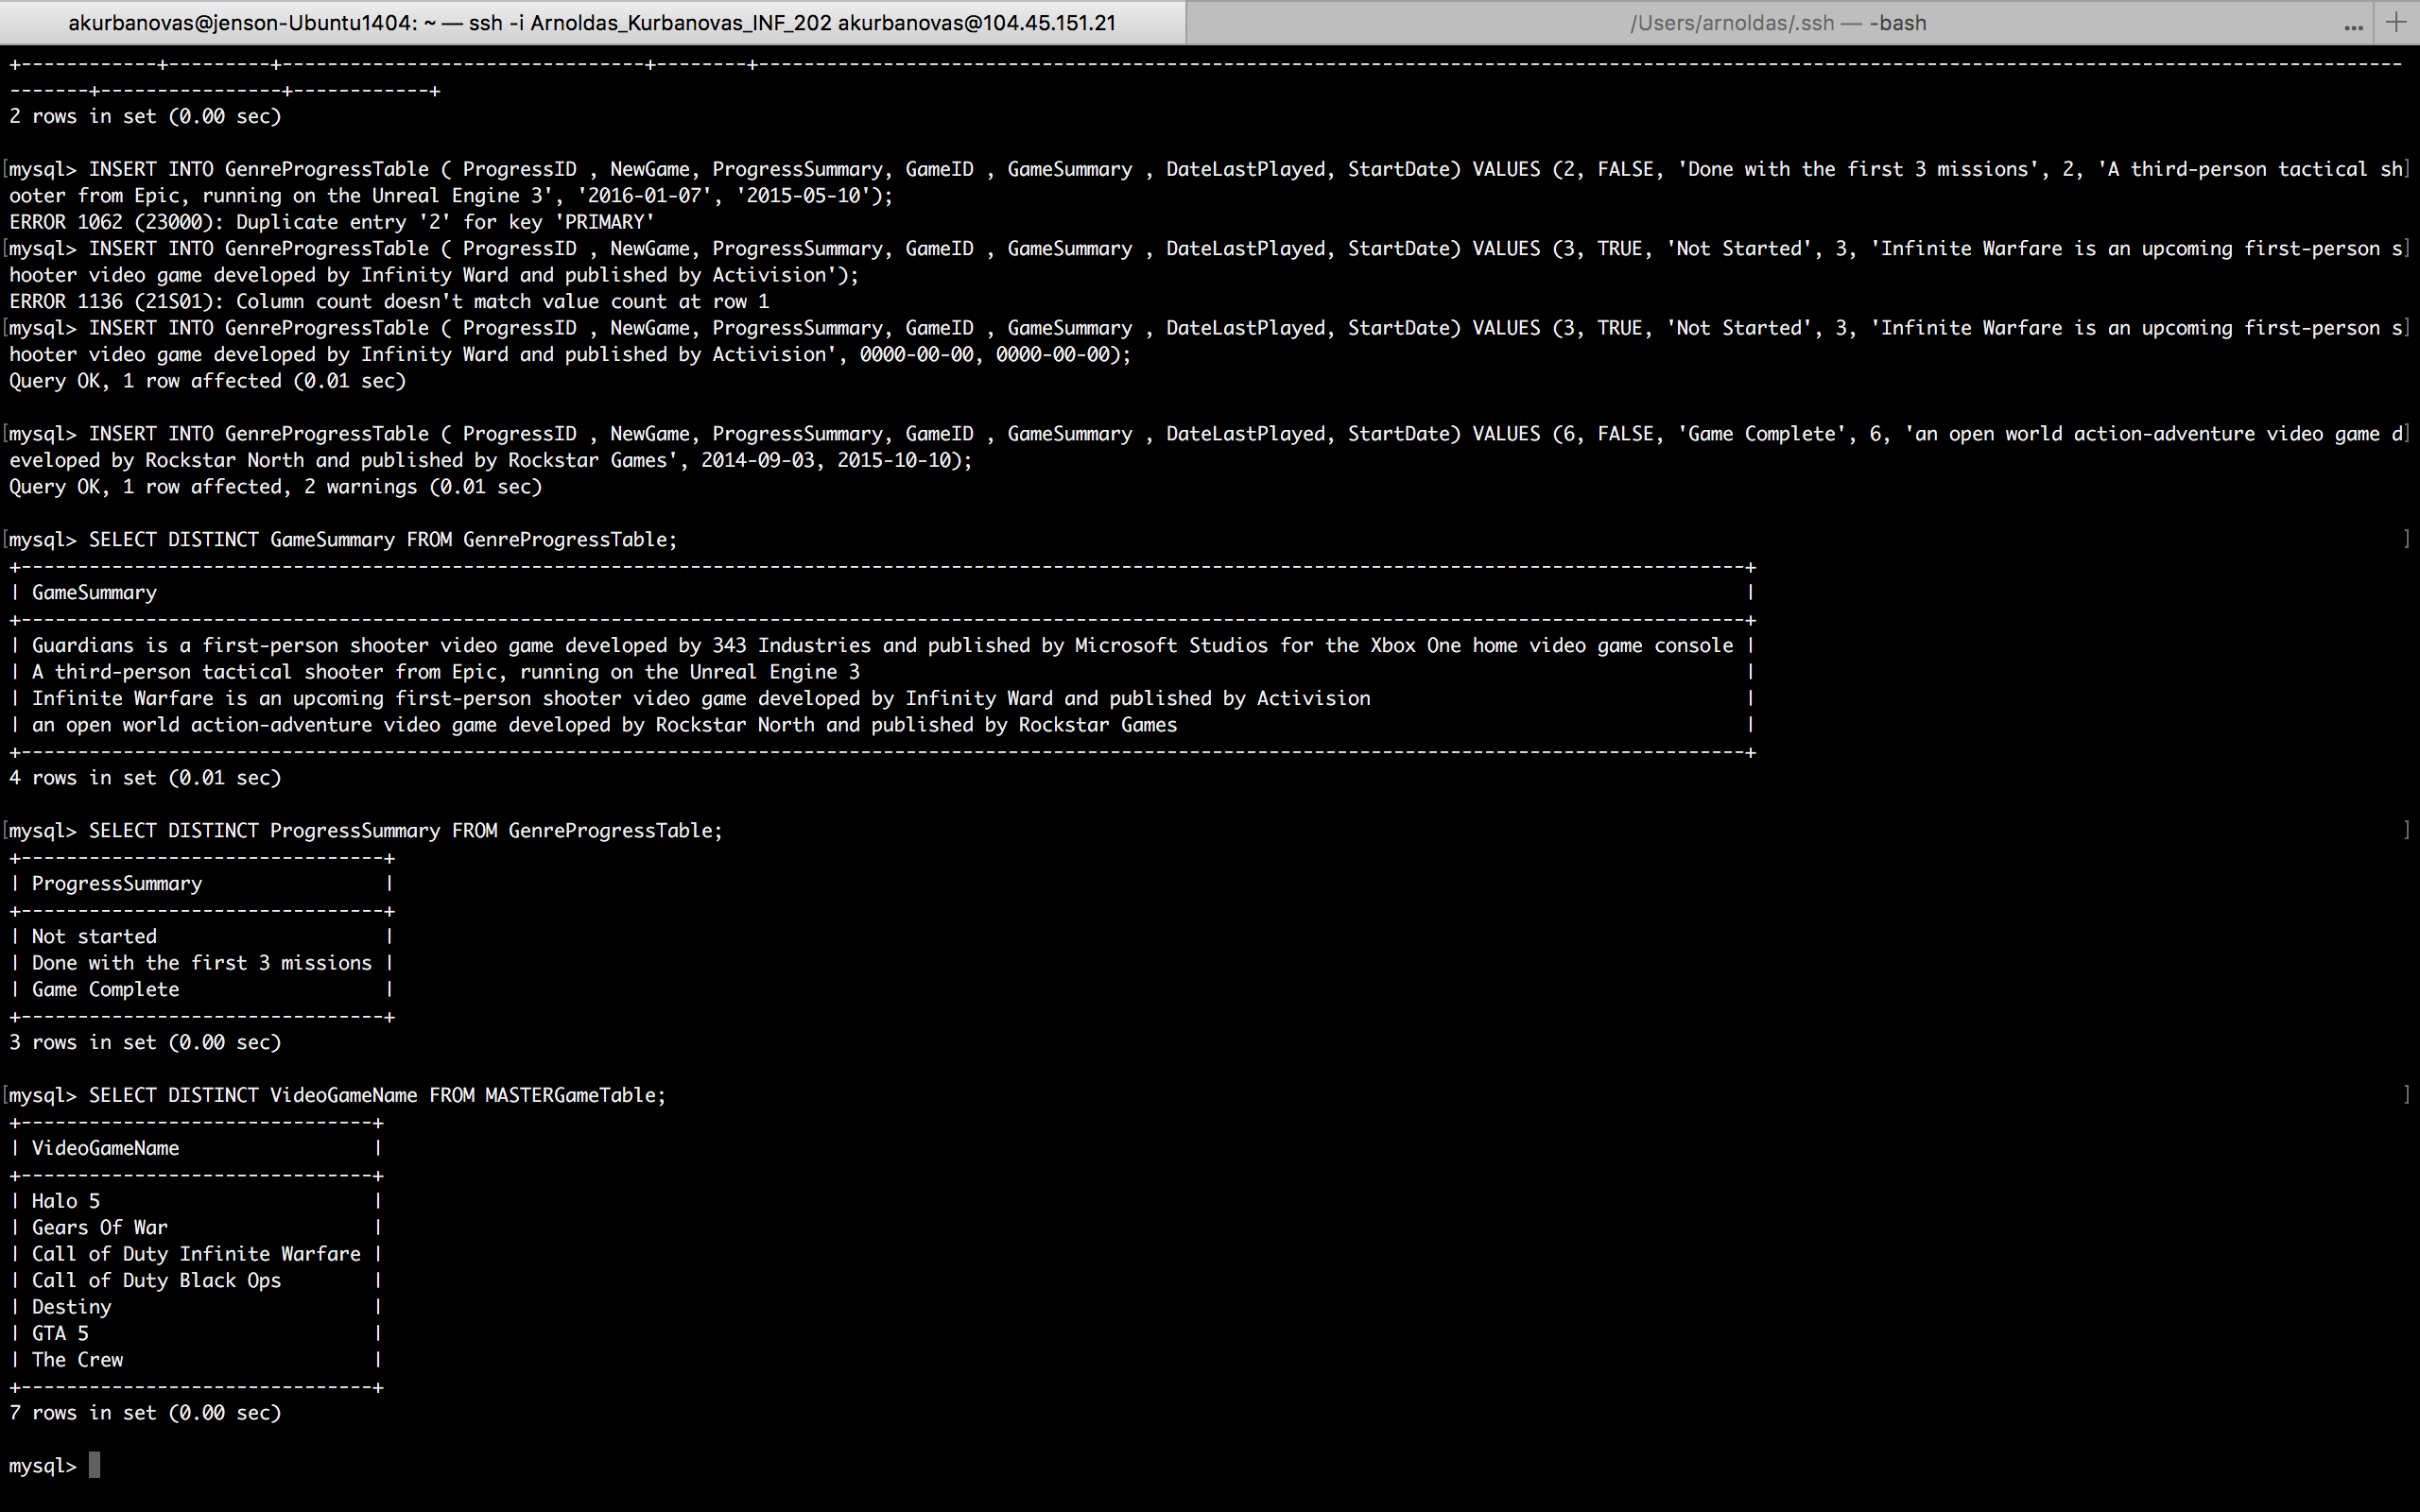 akurbanovas@jenson-Ubuntu1404: ~ — ssh -i Arnoldas_Kurbanovas_INF_202 akurbanovas@104.45.151.21
/Users/arnoldas/.ssh — -bash
... +
+------------+---------+--------------------------------+--------+-------------------------------------------------------------------------------------------------------------------------------------------------
-------+----------------+------------+
2 rows in set (0.00 sec)
[mysql> INSERT INTO GenreProgressTable ( ProgressID , NewGame, ProgressSummary, GameID , GameSummary , DateLastPlayed, StartDate) VALUES (2, FALSE, 'Done with the first 3 missions', 2, 'A third-person tactical sh]
ooter from Epic, running on the Unreal Engine 3', '2016-01-07', '2015-05-10');
ERROR 1062 (23000): Duplicate entry '2' for key 'PRIMARY'
[mysql> INSERT INTO GenreProgressTable ( ProgressID , NewGame, ProgressSummary, GameID , GameSummary , DateLastPlayed, StartDate) VALUES (3, TRUE, 'Not Started', 3, 'Infinite Warfare is an upcoming first-person s]
hooter video game developed by Infinity Ward and published by Activision');
ERROR 1136 (21S01): Column count doesn't match value count at row 1
[mysql> INSERT INTO GenreProgressTable ( ProgressID , NewGame, ProgressSummary, GameID , GameSummary , DateLastPlayed, StartDate) VALUES (3, TRUE, 'Not Started', 3, 'Infinite Warfare is an upcoming first-person s]
hooter video game developed by Infinity Ward and published by Activision', 0000-00-00, 0000-00-00);
Query OK, 1 row affected (0.01 sec)
[mysql> INSERT INTO GenreProgressTable ( ProgressID , NewGame, ProgressSummary, GameID , GameSummary , DateLastPlayed, StartDate) VALUES (6, FALSE, 'Game Complete', 6, 'an open world action-adventure video game d]
eveloped by Rockstar North and published by Rockstar Games', 2014-09-03, 2015-10-10);
Query OK, 1 row affected, 2 warnings (0.01 sec)
[mysql> SELECT DISTINCT GameSummary FROM GenreProgressTable; ]
+--------------------------------------------------------------------------------------------------------------------------------------------------------+
| GameSummary |
+--------------------------------------------------------------------------------------------------------------------------------------------------------+
| Guardians is a first-person shooter video game developed by 343 Industries and published by Microsoft Studios for the Xbox One home video game console |
| A third-person tactical shooter from Epic, running on the Unreal Engine 3 |
| Infinite Warfare is an upcoming first-person shooter video game developed by Infinity Ward and published by Activision |
| an open world action-adventure video game developed by Rockstar North and published by Rockstar Games |
+--------------------------------------------------------------------------------------------------------------------------------------------------------+
4 rows in set (0.01 sec)
[mysql> SELECT DISTINCT ProgressSummary FROM GenreProgressTable; ]
+--------------------------------+
| ProgressSummary |
+--------------------------------+
| Not started |
| Done with the first 3 missions |
| Game Complete |
+--------------------------------+
3 rows in set (0.00 sec)
[mysql> SELECT DISTINCT VideoGameName FROM MASTERGameTable; ]
+-------------------------------+
| VideoGameName |
+-------------------------------+
| Halo 5 |
| Gears Of War |
| Call of Duty Infinite Warfare |
| Call of Duty Black Ops |
| Destiny |
| GTA 5 |
| The Crew |
+-------------------------------+
7 rows in set (0.00 sec)
mysql>